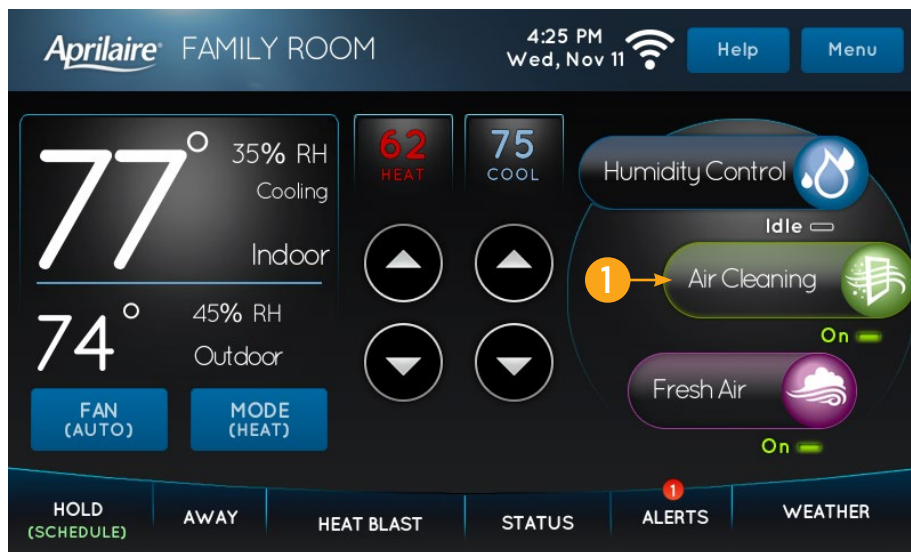 Aprilaire® FAMILY ROOM
4:25 PM
Wed, Nov 11
Help
Menu
77°
35% RH
Cooling
Indoor
74°
45% RH
Outdoor
FAN
(AUTO)
MODE
(HEAT)
62
HEAT
75
COOL
Humidity Control
Idle
1
Air Cleaning
On
Fresh Air
On
HOLD
(SCHEDULE)
AWAY
HEAT BLAST
STATUS
1
ALERTS
WEATHER